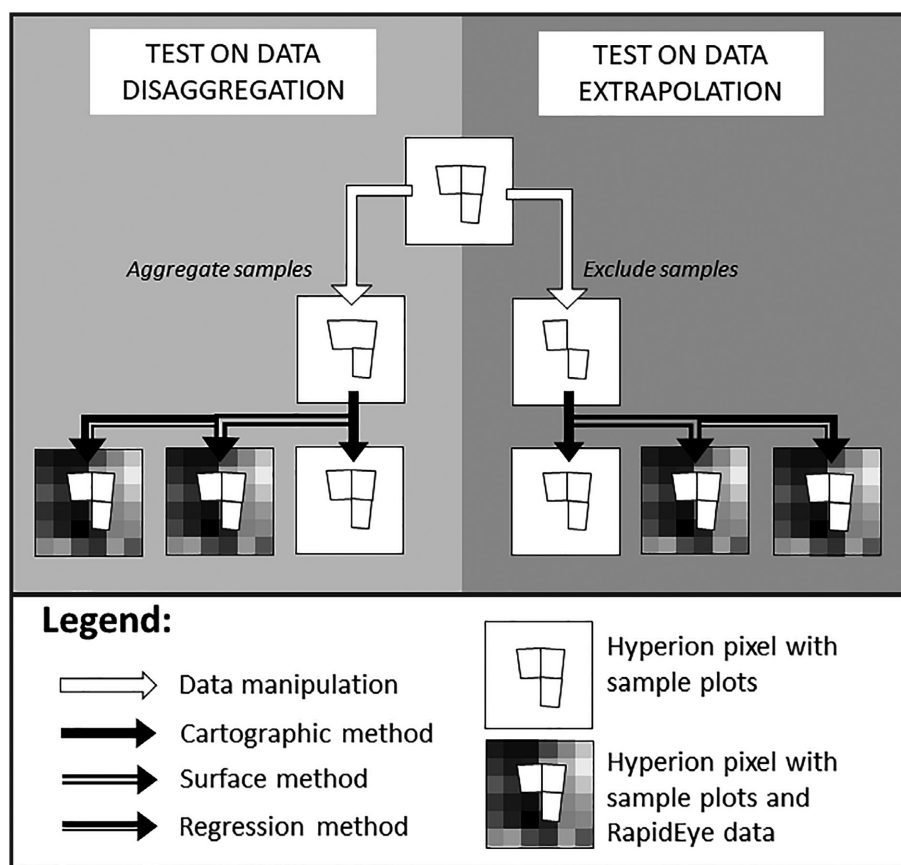 TEST ON DATA
DISAGGREGATION
TEST ON DATA
EXTRAPOLATION
Aggregate samples
Exclude samples
Legend:
Data manipulation
Cartographic method
Surface method
Regression method
Hyperion pixel with
sample plots
Hyperion pixel with
sample plots and
RapidEye data